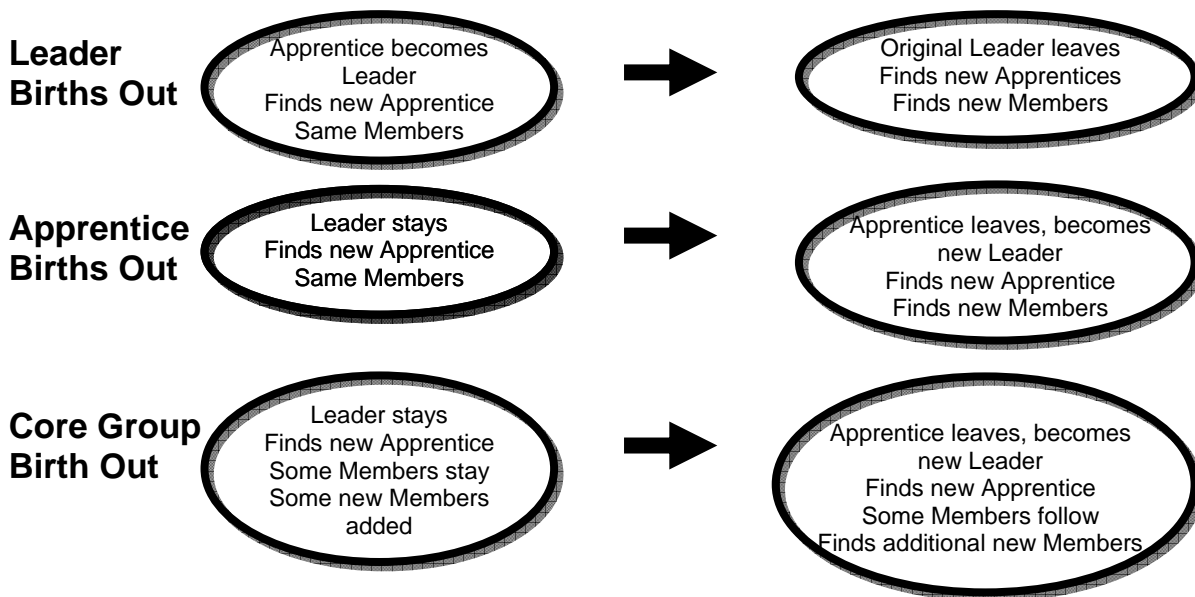 Leader
Births Out
Apprentice becomes
Leader
Finds new Apprentice
Same Members
Original Leader leaves
Finds new Apprentices
Finds new Members
Apprentice
Births Out
Leader stays
Finds new Apprentice
Same Members
Apprentice leaves, becomes
new Leader
Finds new Apprentice
Finds new Members
Core Group
Birth Out
Leader stays
Finds new Apprentice
Some Members stay
Some new Members
added
Apprentice leaves, becomes
new Leader
Finds new Apprentice
Some Members follow
Finds additional new Members